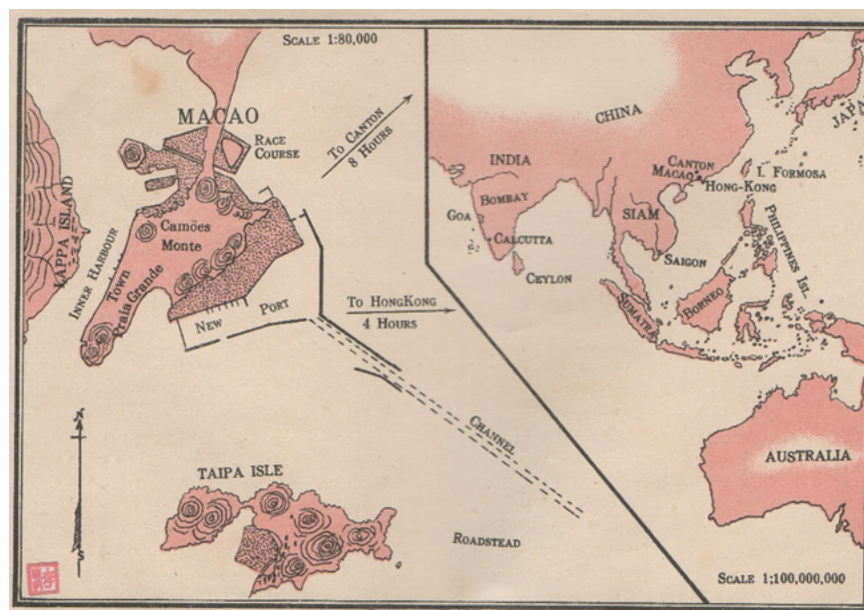 SCALE 1:80,000
MACAO
RACE
COURSE
TO CANTON
8 HOURS
LAPPA ISLAND
INNER HARBOUR
Camões
Monte
Town
Praia Grande
NEW PORT
TO HONGKONG
4 HOURS
CHANNEL
N
S
TAIPA ISLE
ROADSTEAD
CHINA
JAPA
INDIA
CANTON
MACAO
HONG-KONG
I. FORMOSA
BOMBAY
GOA
SIAM
CALCUTTA
CEYLON
SAIGON
PHILIPPINES ISL.
SUMATRA
BORNEO
AUSTRALIA
SCALE 1:100,000,000